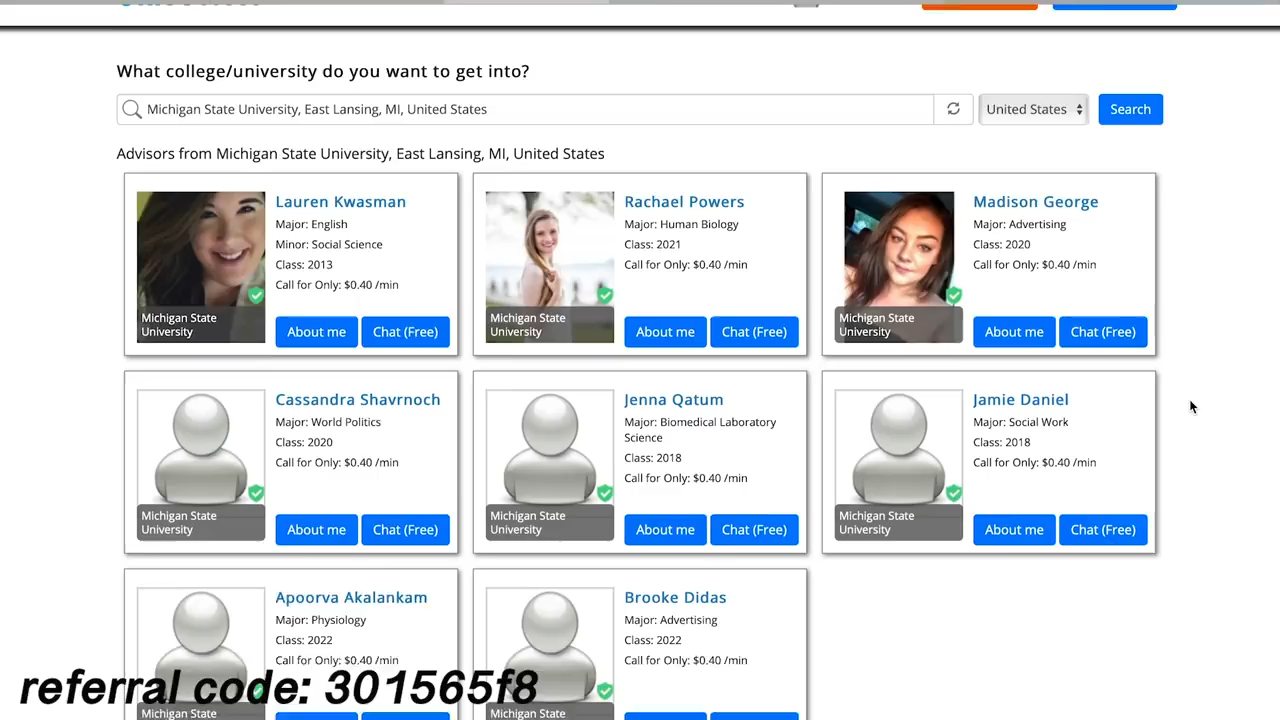 What college/university do you want to get into?
Michigan State University, East Lansing, MI, United States
United States
Search
Advisors from Michigan State University, East Lansing, MI, United States
Lauren Kwasman
Major: English
Minor: Social Science
Class: 2013
Call for Only: $0.40 /min
Michigan State
University
About me
Chat (Free)
Rachael Powers
Major: Human Biology
Class: 2021
Call for Only: $0.40 /min
Michigan State
University
About me
Chat (Free)
Madison George
Major: Advertising
Class: 2020
Call for Only: $0.40 /min
Michigan State
University
About me
Chat (Free)
Cassandra Shavrnoch
Major: World Politics
Class: 2020
Call for Only: $0.40 /min
Michigan State
University
About me
Chat (Free)
Jenna Qatum
Major: Biomedical Laboratory
Science
Class: 2018
Call for Only: $0.40 /min
Michigan State
University
About me
Chat (Free)
Jamie Daniel
Major: Social Work
Class: 2018
Call for Only: $0.40 /min
Michigan State
University
About me
Chat (Free)
Apoorva Akalankam
Major: Physiology
Class: 2022
Call for Only: $0.40 /min
Michigan State
Brooke Didas
Major: Advertising
Class: 2022
Call for Only: $0.40 /min
Michigan State
referral code: 301565f8